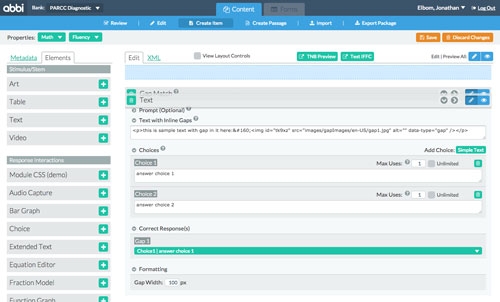 abbi Bank: PARCC Diagnostic Content Forms Elbom, Jonathan Log Out
Review Edit Create Item Create Passage Import Export Package
Properties: Math Fluency Save Discard Changes
Metadata Elements Edit XML View Layout Controls TN8 Preview Test IFFC Edit | Preview All
Stimulus/Stem
Art
Table
Text
Video
Response Interactions
Module CSS (demo)
Audio Capture
Bar Graph
Choice
Extended Text
Equation Editor
Fraction Model
Function Graph
Gap Match
Text
Prompt (Optional)
Text with Inline Gaps
<p>this is sample text with gap in it here:&#160;<img id="tk9xz" src="images/gapImages/en-US/gap1.jpg" alt="" data-type="gap" /></p>
Choices Add Choice: Simple Text
Choice 1 Max Uses: 1 Unlimited
answer choice 1
Choice 2 Max Uses: 1 Unlimited
answer choice 2
Correct Response(s)
Gap 1
Choice1 | answer choice 1
Formatting
Gap Width: 100 px